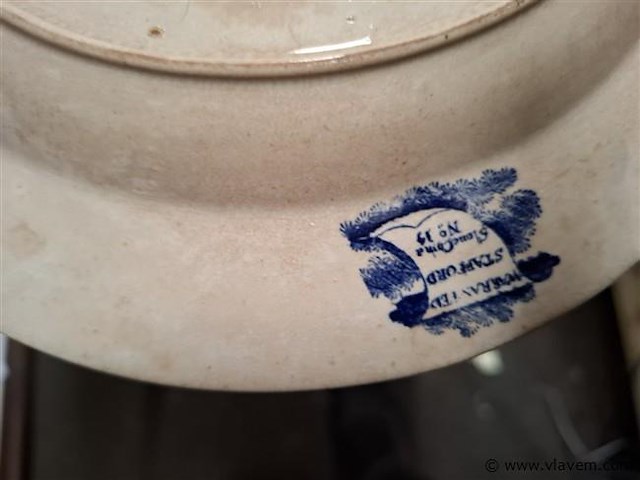 WARRANTED
STAFFORD
Stone China
No 15
© www.vlavem.com